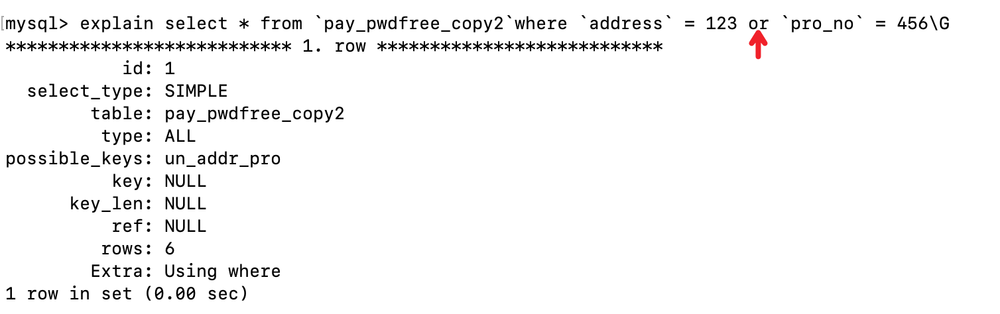 [mysql> explain select * from `pay_pwdfree_copy2`where `address` = 123 or `pro_no` = 456\G
*************************** 1. row ***************************
id: 1
select_type: SIMPLE
table: pay_pwdfree_copy2
type: ALL
possible_keys: un_addr_pro
key: NULL
key_len: NULL
ref: NULL
rows: 6
Extra: Using where
1 row in set (0.00 sec)